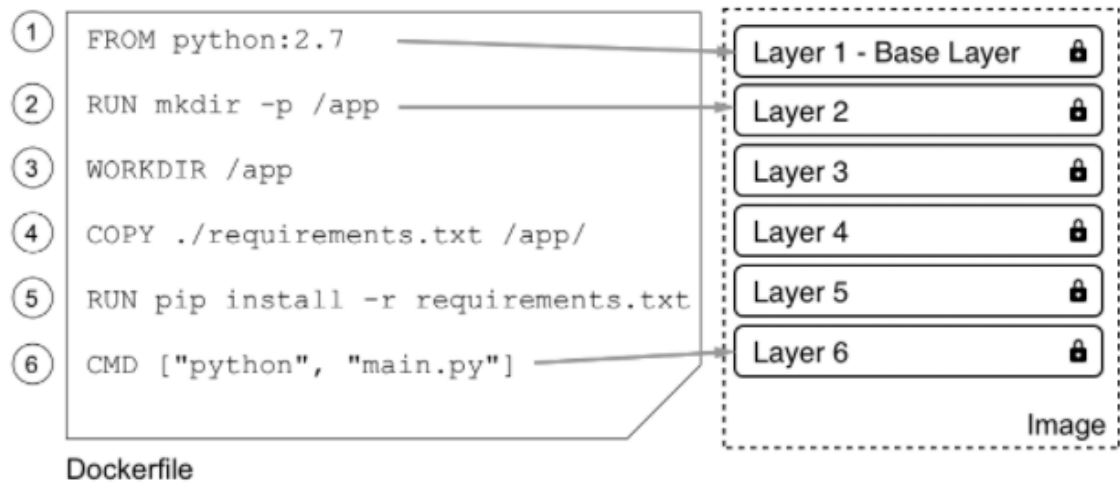 1 FROM python:2.7
Layer 1 - Base Layer
2 RUN mkdir -p /app
Layer 2
3 WORKDIR /app
Layer 3
4 COPY ./requirements.txt /app/
Layer 4
5 RUN pip install -r requirements.txt
Layer 5
6 CMD ["python", "main.py"]
Layer 6
Image
Dockerfile